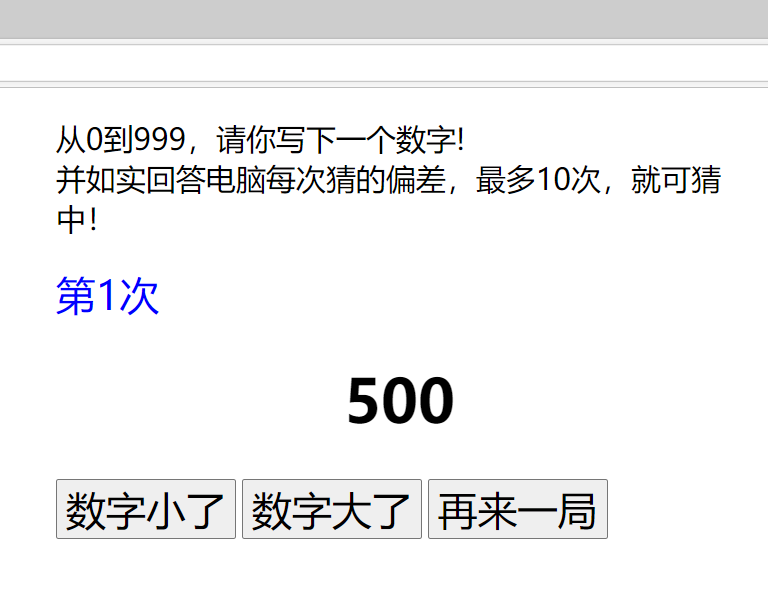 从0到999，请你写下一个数字!
并如实回答电脑每次猜的偏差，最多10次，就可猜
中!
第1次
500
数字小了 数字大了 再来一局